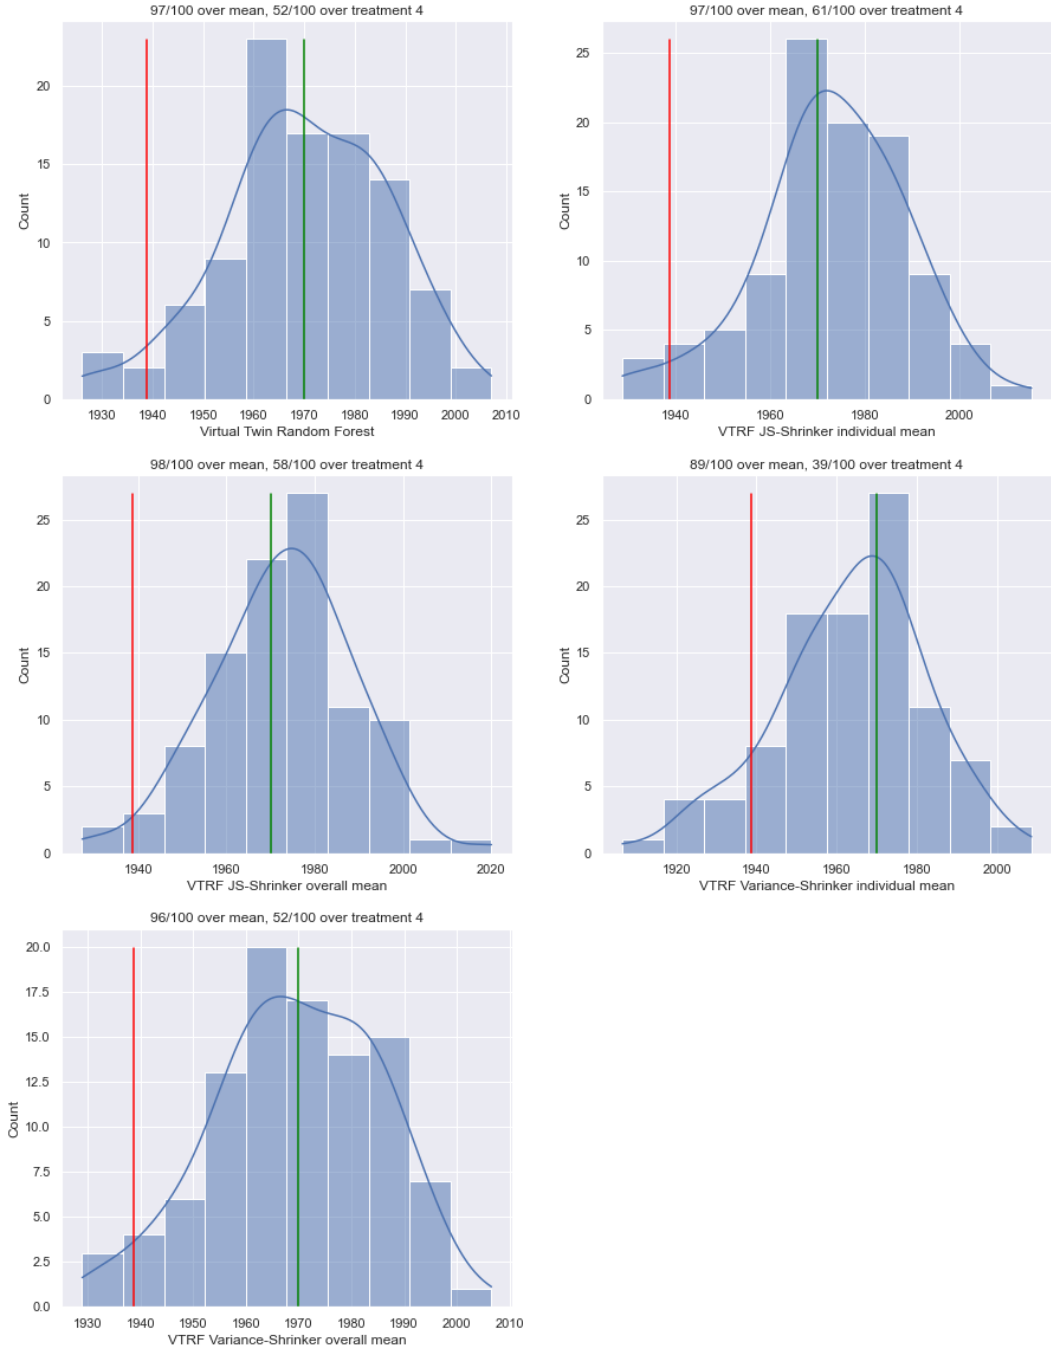 97/100 over mean, 52/100 over treatment 4
Count
20
15
10
5
0
1930 1940 1950 1960 1970 1980 1990 2000 2010
Virtual Twin Random Forest
97/100 over mean, 61/100 over treatment 4
Count
25
20
15
10
5
0
1940 1960 1980 2000
VTRF JS-Shrinker individual mean
98/100 over mean, 58/100 over treatment 4
Count
25
20
15
10
5
0
1940 1960 1980 2000 2020
VTRF JS-Shrinker overall mean
89/100 over mean, 39/100 over treatment 4
Count
25
20
15
10
5
0
1920 1940 1960 1980 2000
VTRF Variance-Shrinker individual mean
96/100 over mean, 52/100 over treatment 4
Count
20.0
17.5
15.0
12.5
10.0
7.5
5.0
2.5
0.0
1930 1940 1950 1960 1970 1980 1990 2000 2010
VTRF Variance-Shrinker overall mean